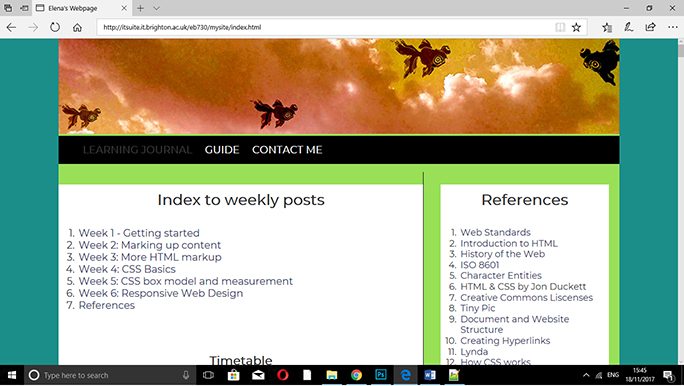 Elena's Webpage
http://itsuite.it.brighton.ac.uk/eb730/mysite/index.html
LEARNING JOURNAL GUIDE CONTACT ME
Index to weekly posts
1. Week 1 - Getting started
2. Week 2: Marking up content
3. Week 3: More HTML markup
4. Week 4: CSS Basics
5. Week 5: CSS box model and measurement
6. Week 6: Responsive Web Design
7. References
Timetable
References
1. Web Standards
2. Introduction to HTML
3. History of the Web
4. ISO 8601
5. Character Entities
6. HTML & CSS by Jon Duckett
7. Creative Commons Liscenses
8. Tiny Pic
9. Document and Website
Structure
10. Creating Hyperlinks
11. Lynda
12. How CSS works
Type here to search
ENG
15:45
18/11/2017